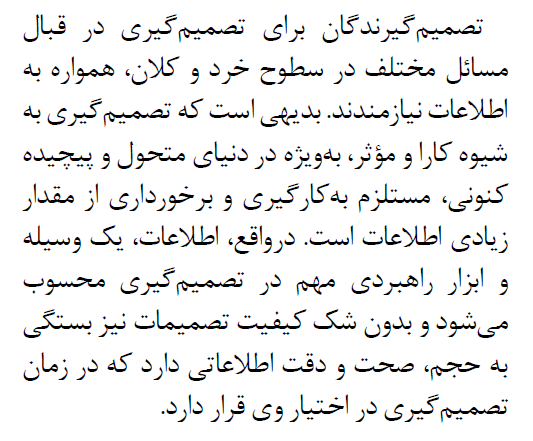 تصمیم‌گیرندگان برای تصمیم‌گیری در قبال
مسائل مختلف در سطوح خرد و کلان، همواره به
اطلاعات نیازمندند. بدیهی است که تصمیم‌گیری به
شیوه کارا و مؤثر، به‌ویژه در دنیای متحول و پیچیده
کنونی، مستلزم به‌کارگیری و برخورداری از مقدار
زیادی اطلاعات است. درواقع، اطلاعات، یک وسیله
و ابزار راهبردی مهم در تصمیم‌گیری محسوب
می‌شود و بدون شک کیفیت تصمیمات نیز بستگی
به حجم، صحت و دقت اطلاعاتی دارد که در زمان
تصمیم‌گیری در اختیار وی قرار دارد.